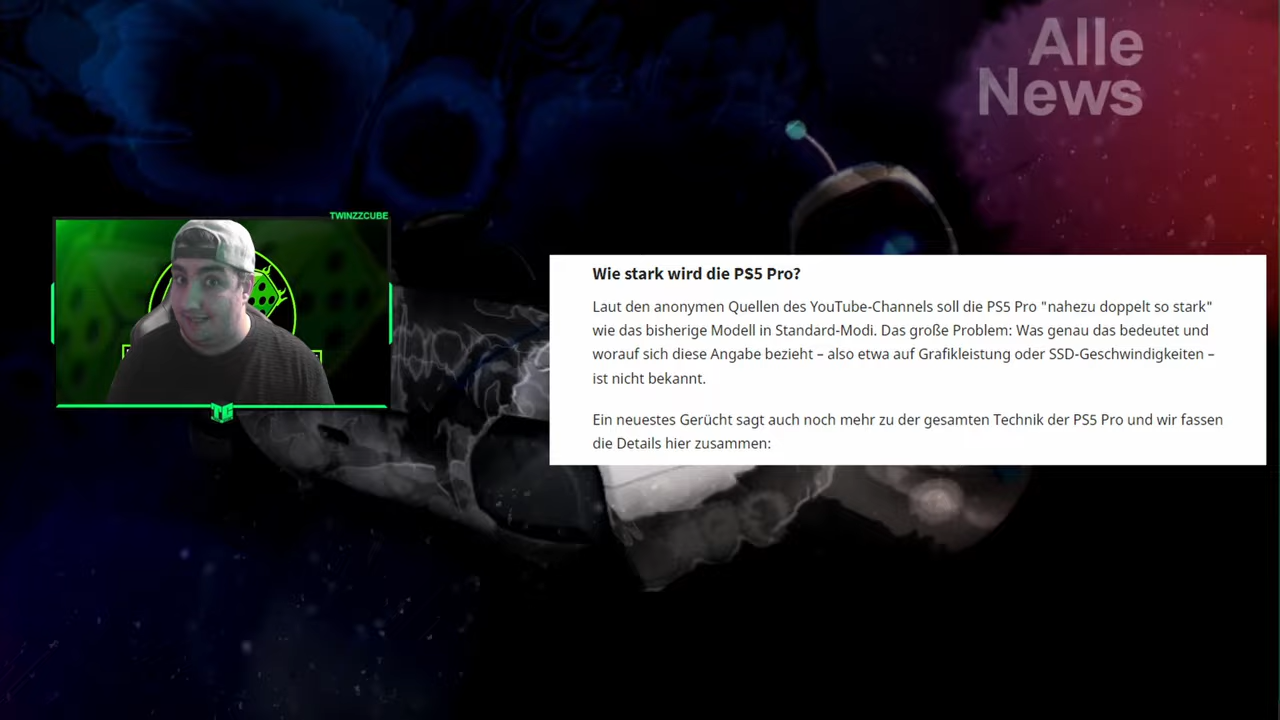 Alle
News
TWINZZCUBE
TC
Wie stark wird die PS5 Pro?
Laut den anonymen Quellen des YouTube-Channels soll die PS5 Pro "nahezu doppelt so stark"
wie das bisherige Modell in Standard-Modi. Das große Problem: Was genau das bedeutet und
worauf sich diese Angabe bezieht – also etwa auf Grafikleistung oder SSD-Geschwindigkeiten –
ist nicht bekannt.
Ein neuestes Gerücht sagt auch noch mehr zu der gesamten Technik der PS5 Pro und wir fassen
die Details hier zusammen: